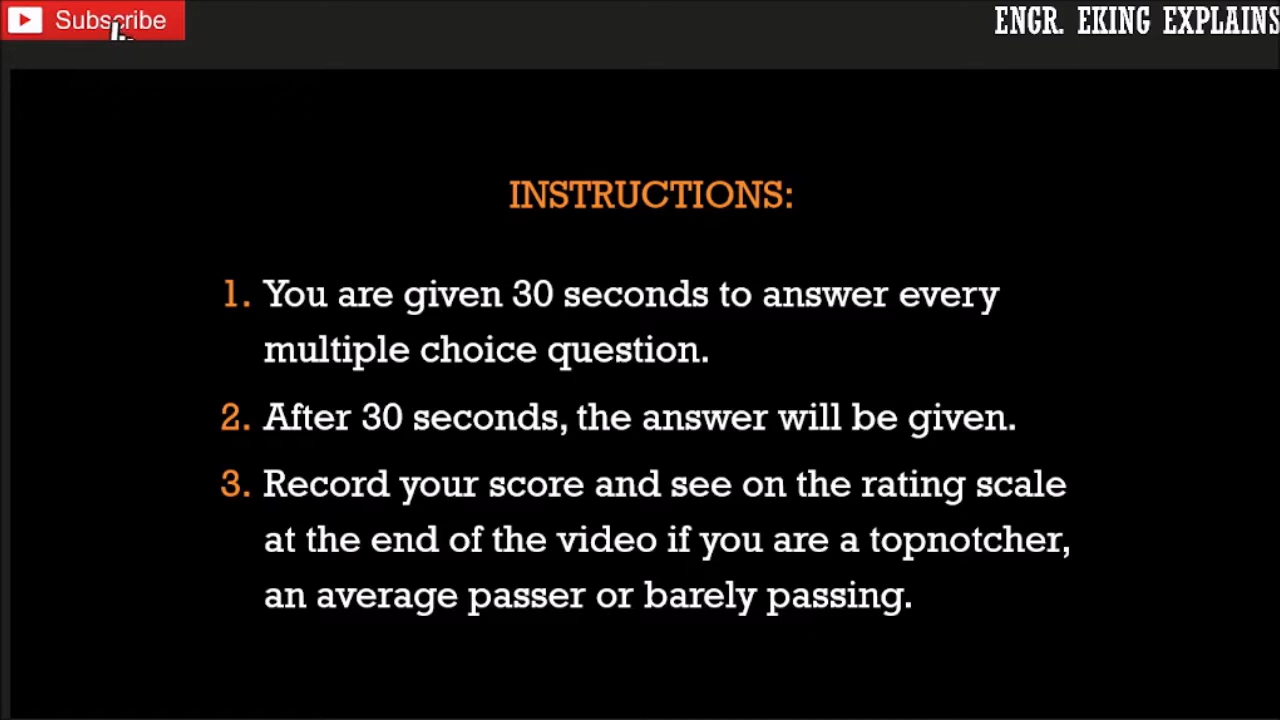 Subscribe
ENGR. EKING EXPLAINS
INSTRUCTIONS:
1. You are given 30 seconds to answer every
multiple choice question.
2. After 30 seconds, the answer will be given.
3. Record your score and see on the rating scale
at the end of the video if you are a topnotcher,
an average passer or barely passing.